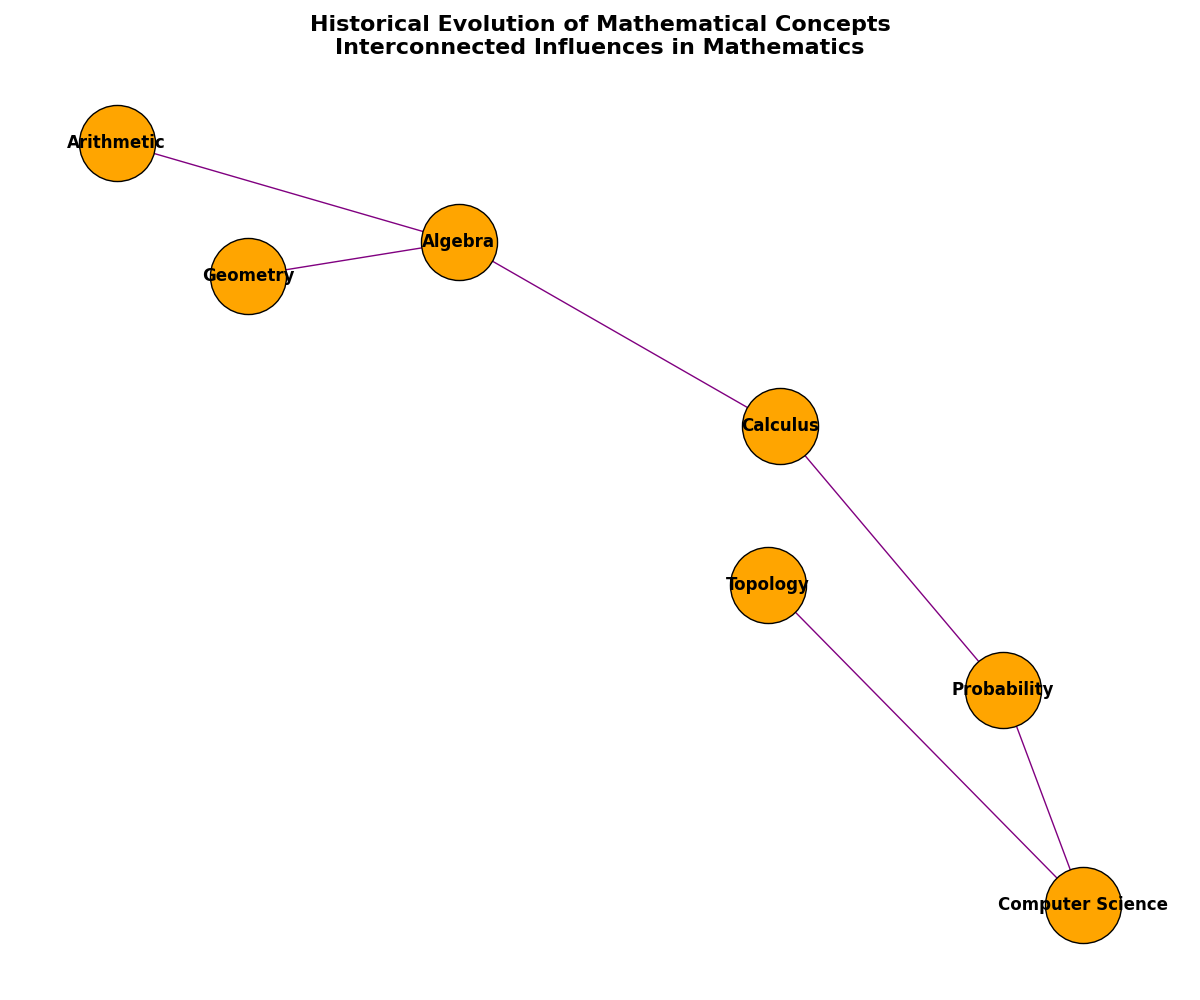 Historical Evolution of Mathematical Concepts
Interconnected Influences in Mathematics
Arithmetic
Algebra
Geometry
Calculus
Topology
Probability
Computer Science